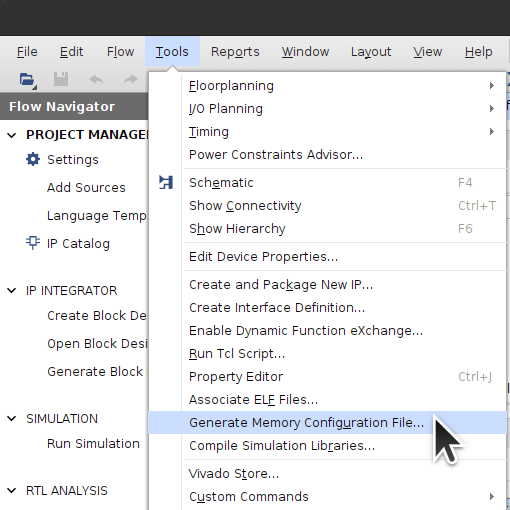 File Edit Flow Tools Reports Window Layout View Help
Flow Navigator
PROJECT MANAGE
Settings
Add Sources
Language Temp
IP Catalog
IP INTEGRATOR
Create Block De
Open Block Desi
Generate Block
SIMULATION
Run Simulation
RTL ANALYSIS
Floorplanning
I/O Planning
Timing
Power Constraints Advisor...
Schematic F4
Show Connectivity Ctrl+T
Show Hierarchy F6
Edit Device Properties...
Create and Package New IP...
Create Interface Definition...
Enable Dynamic Function eXchange...
Run Tcl Script...
Property Editor Ctrl+J
Associate ELF Files...
Generate Memory Configuration File...
Compile Simulation Libraries...
Vivado Store...
Custom Commands